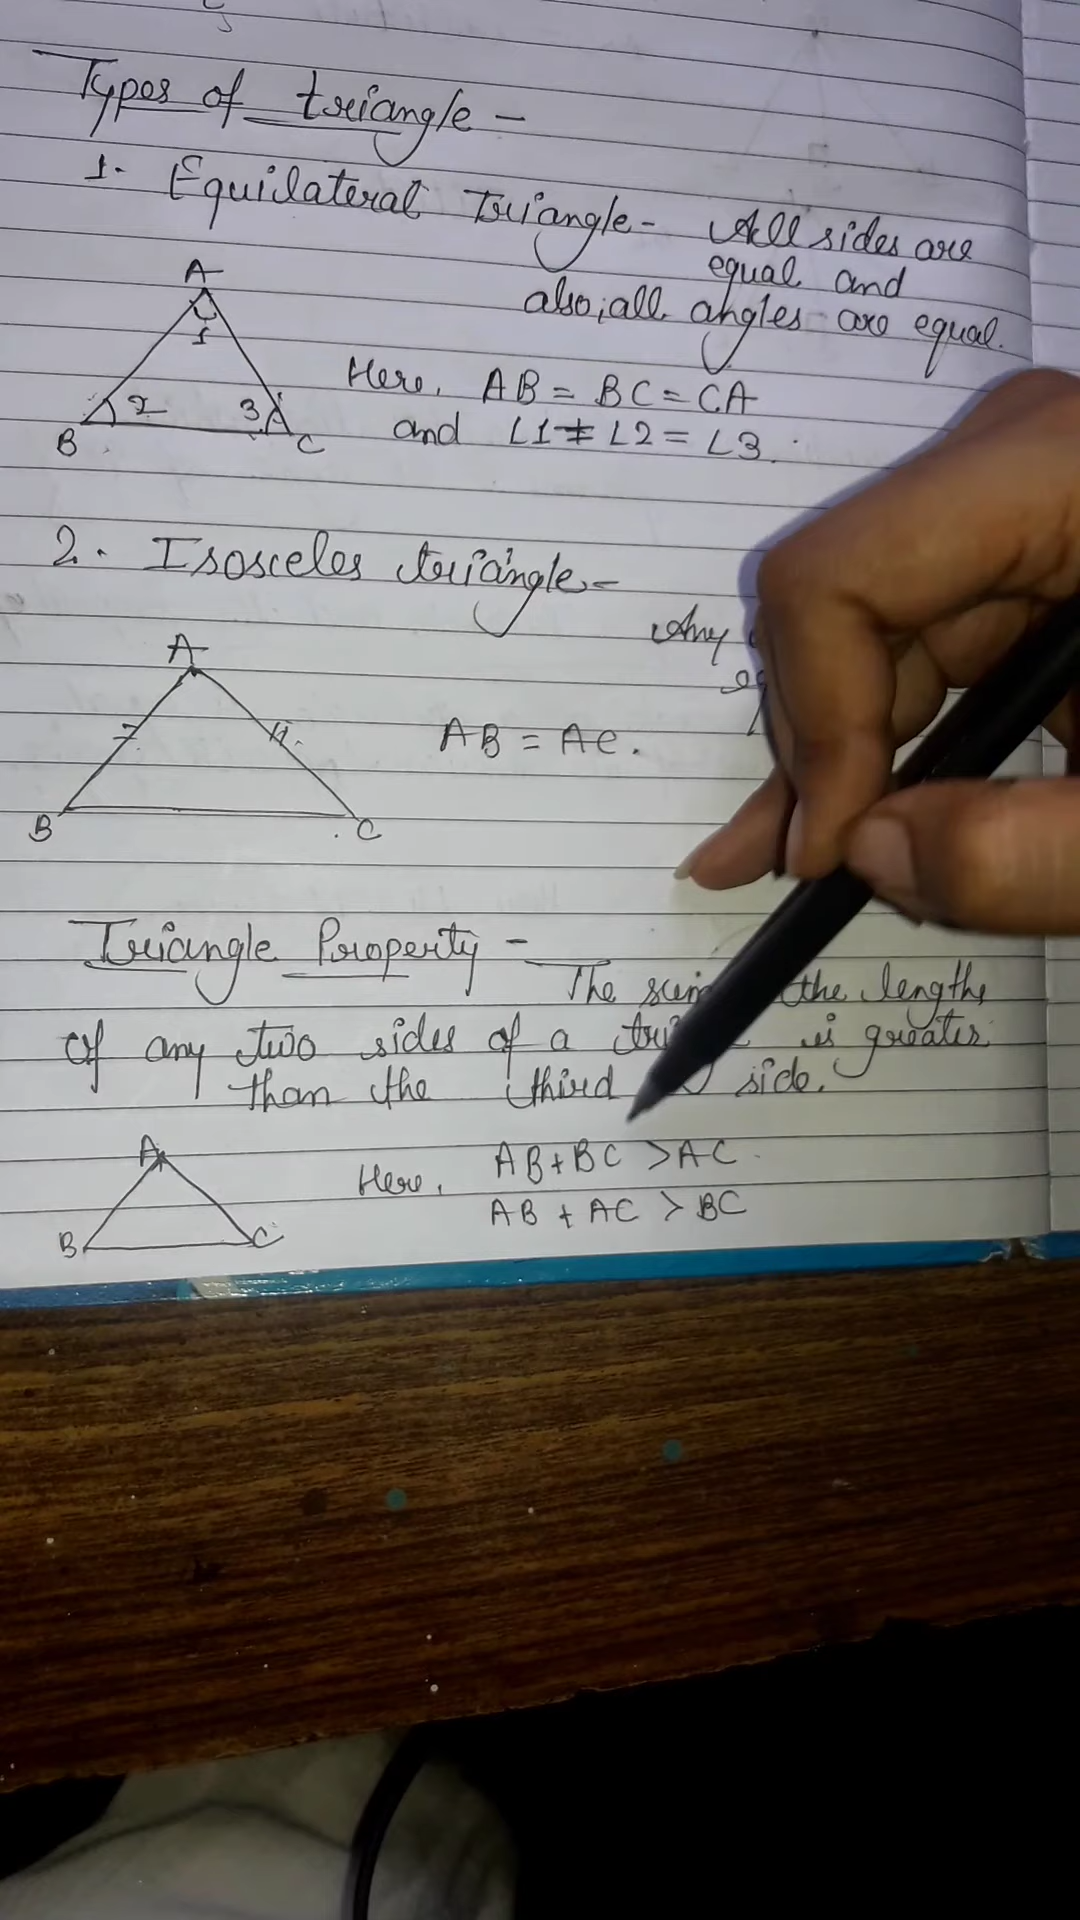 Types of triangle -
1. Equilateral Triangle - All sides are
equal and
also, all angles are equal.
A
1
2
3
B
C
Here, AB = BC = CA
and ∠1 = ∠2 = ∠3.
2. Isosceles triangle -
Any
A
AB = AC.
B
C
Triangle Property -
The the lengths
of any two sides of a is greater
than the third side.
A
Here, AB + BC > AC
AB + AC > BC
B
C